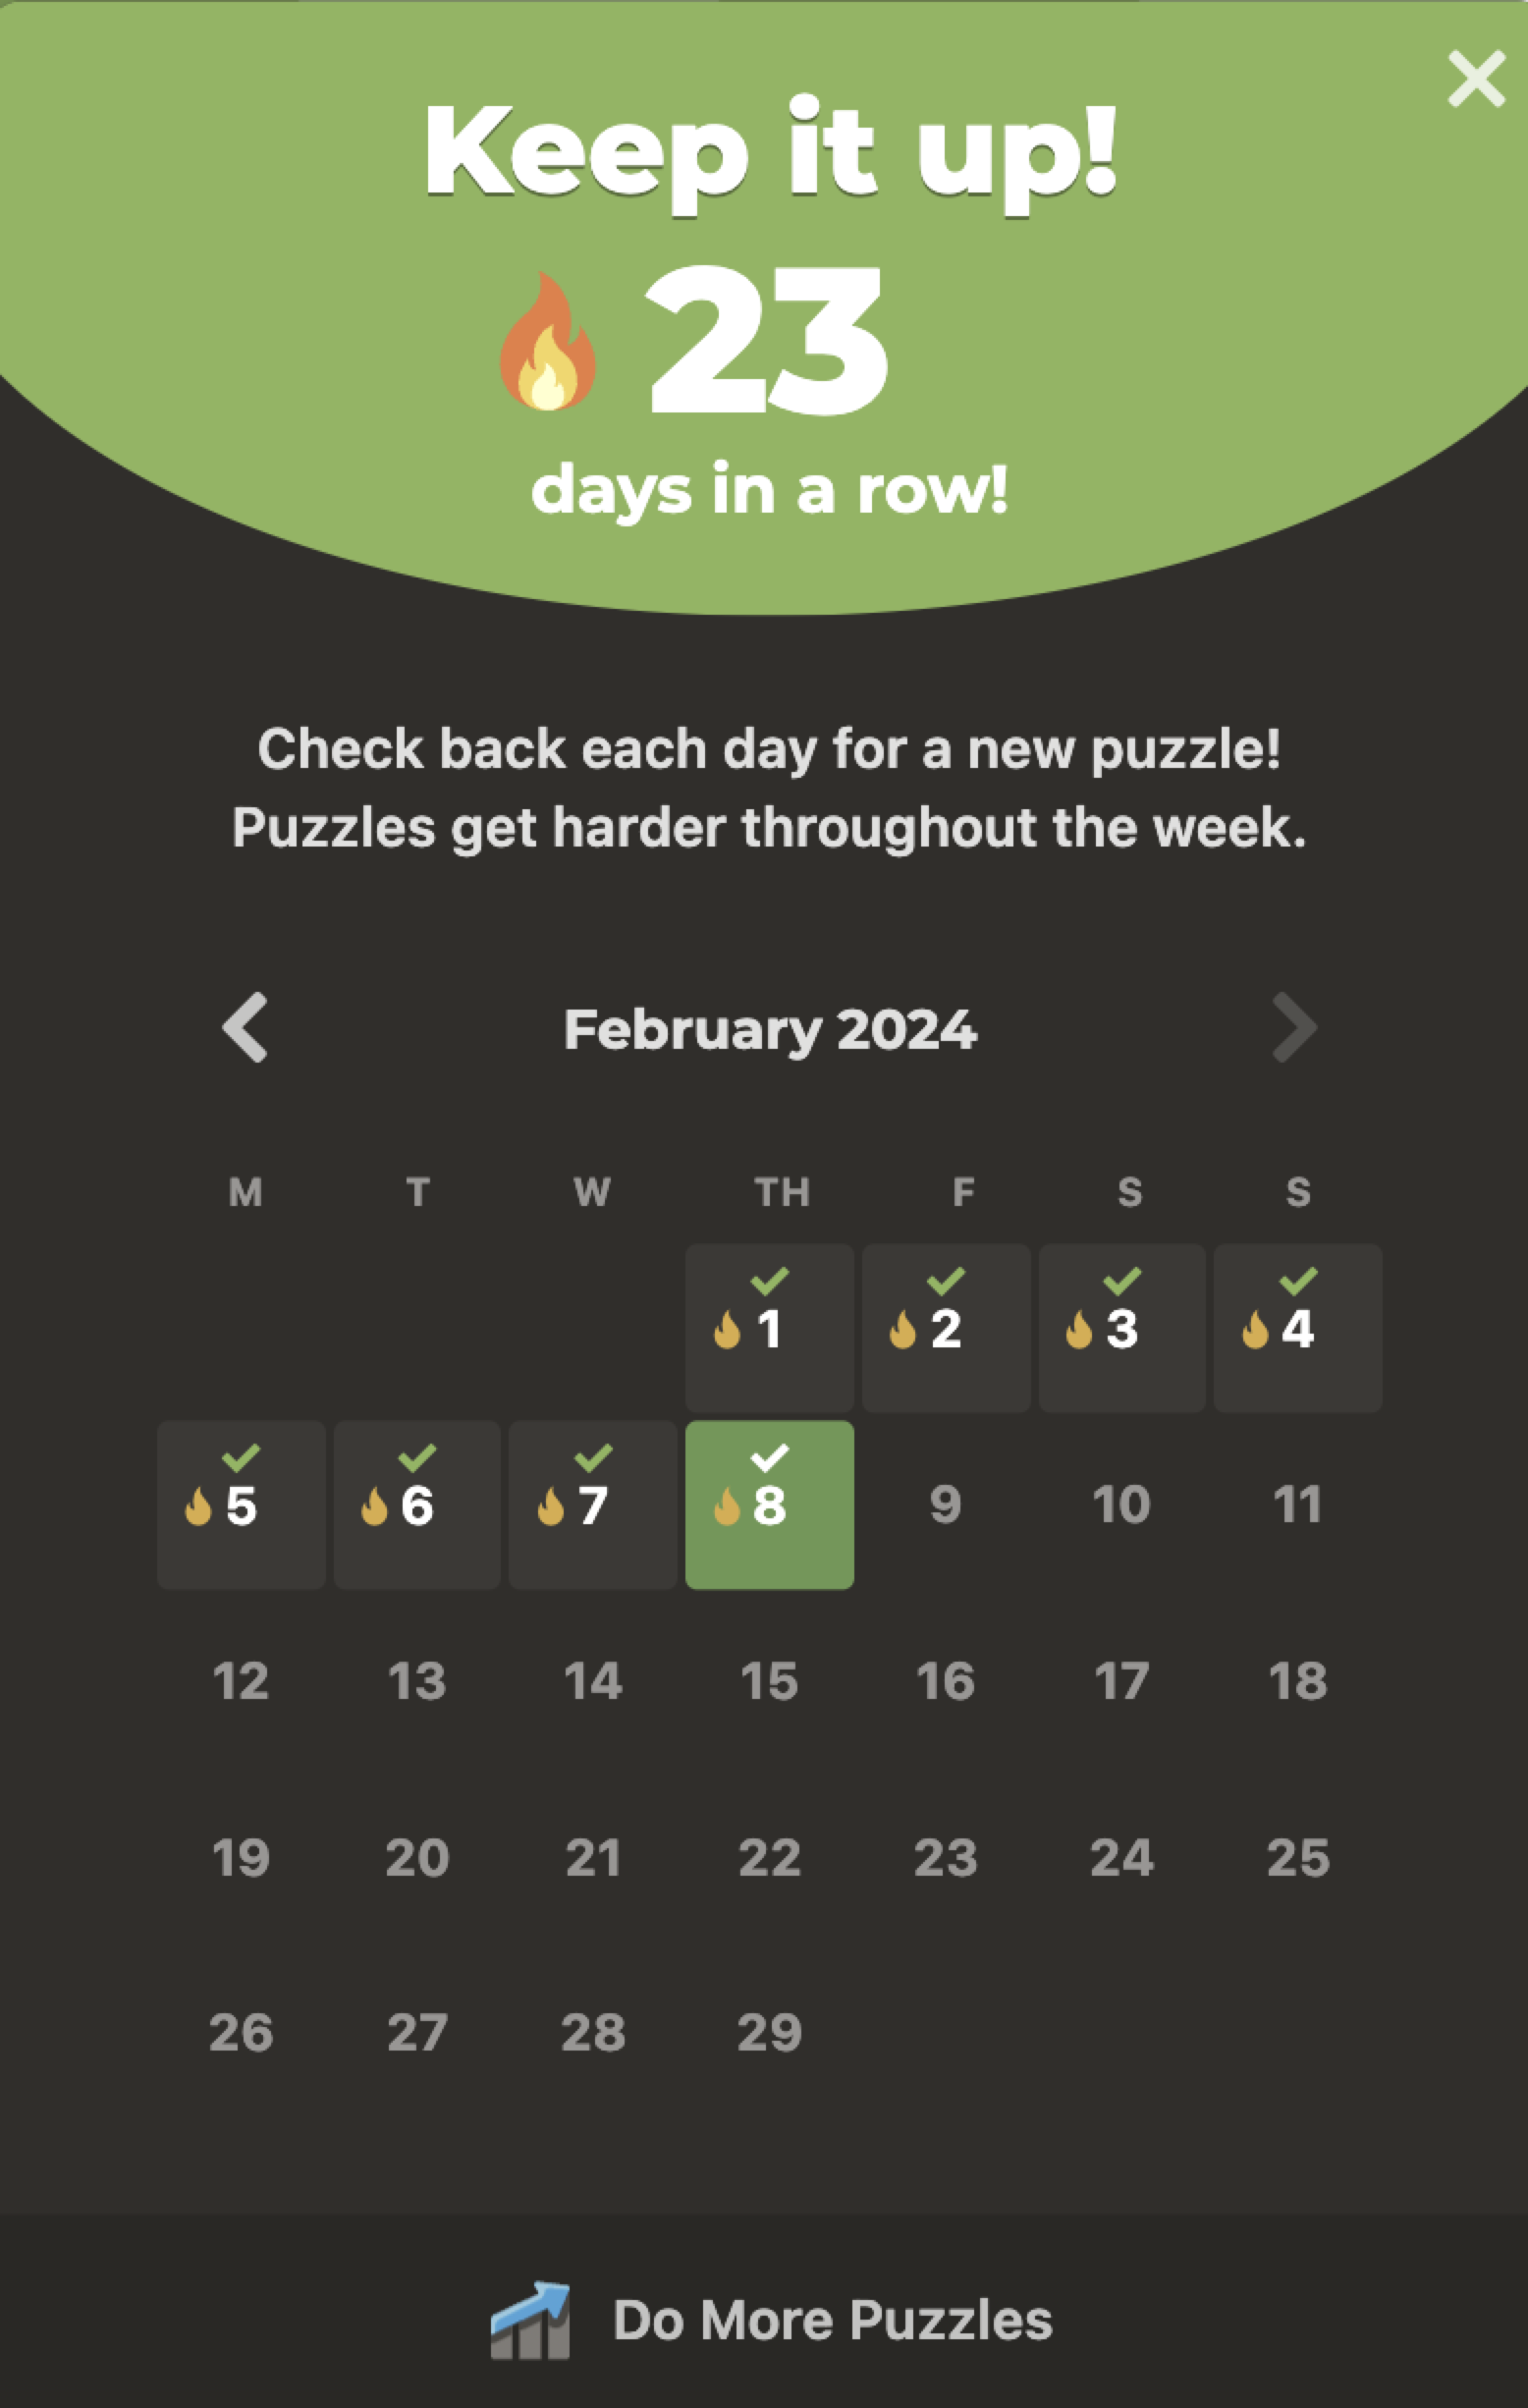 Keep it up!
23
days in a row!
Check back each day for a new puzzle!
Puzzles get harder throughout the week.
February 2024
M T W TH F S S
1 2 3 4
5 6 7 8 9 10 11
12 13 14 15 16 17 18
19 20 21 22 23 24 25
26 27 28 29
Do More Puzzles